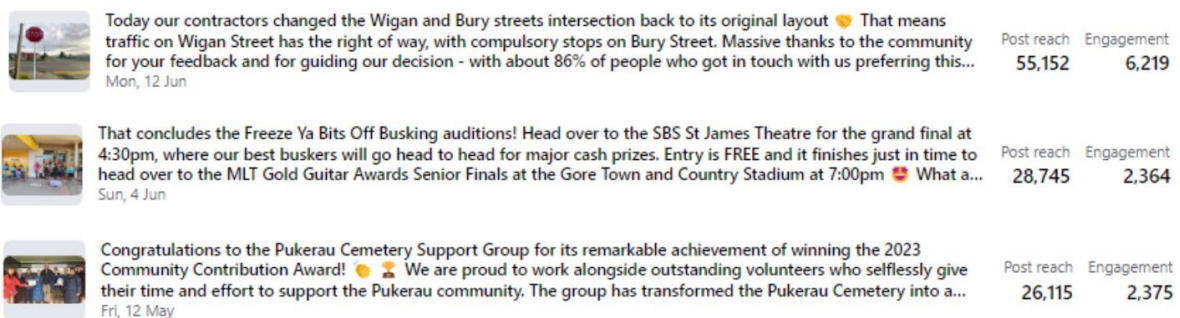 Today our contractors changed the Wigan and Bury streets intersection back to its original layout 🤝 That means
traffic on Wigan Street has the right of way, with compulsory stops on Bury Street. Massive thanks to the community
for your feedback and for guiding our decision - with about 86% of people who got in touch with us preferring this...
Mon, 12 Jun
Post reach Engagement
55,152 6,219
That concludes the Freeze Ya Bits Off Busking auditions! Head over to the SBS St James Theatre for the grand final at
4:30pm, where our best buskers will go head to head for major cash prizes. Entry is FREE and it finishes just in time to
head over to the MLT Gold Guitar Awards Senior Finals at the Gore Town and Country Stadium at 7:00pm 🤩 What a...
Sun, 4 Jun
Post reach Engagement
28,745 2,364
Congratulations to the Pukerau Cemetery Support Group for its remarkable achievement of winning the 2023
Community Contribution Award! 👏 🏆 We are proud to work alongside outstanding volunteers who selflessly give
their time and effort to support the Pukerau community. The group has transformed the Pukerau Cemetery into a...
Fri, 12 May
Post reach Engagement
26,115 2,375